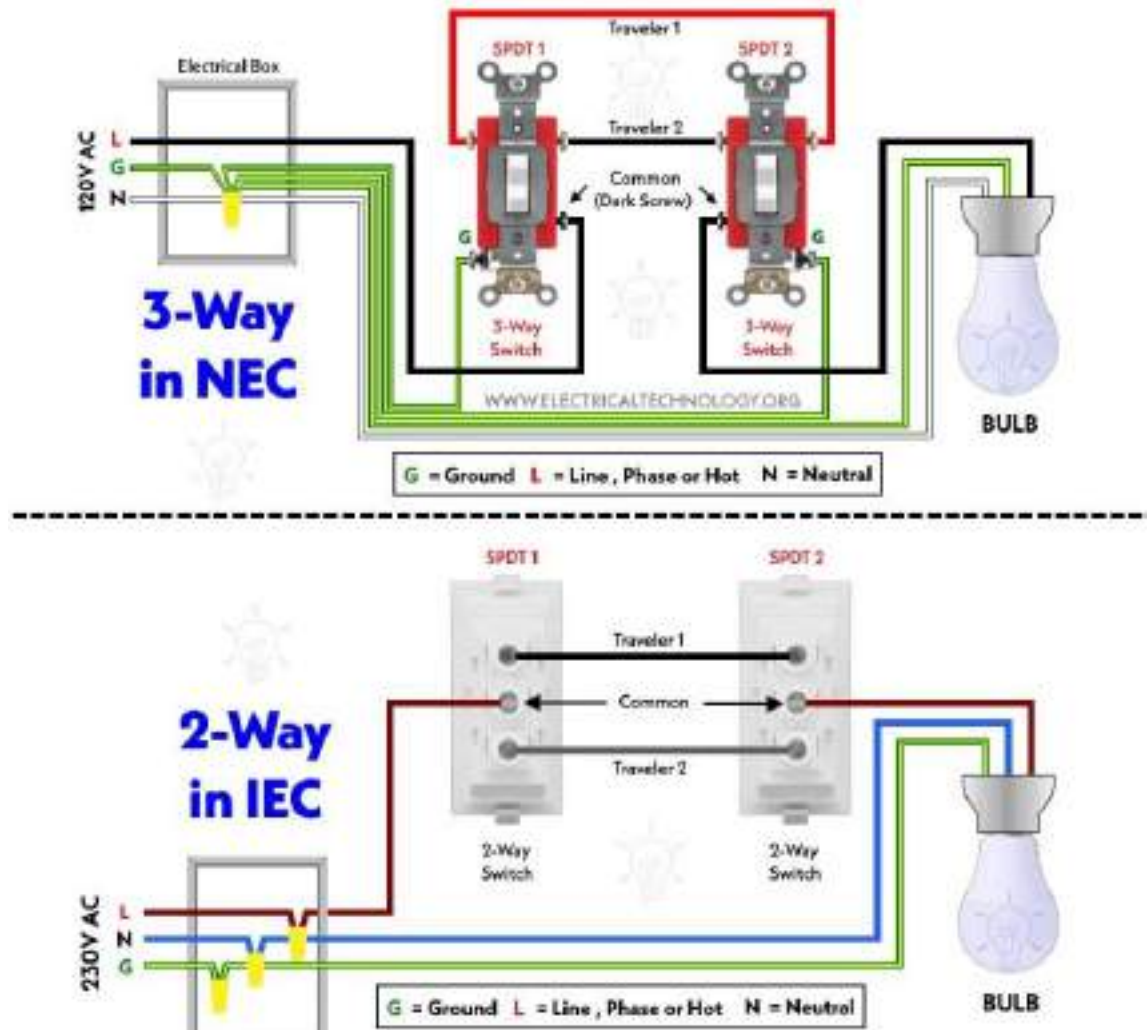 Traveler 1
SPDT 1
SPDT 2
Electrical Box
120V AC
L
G
N
Traveler 2
Common
(Dark Screw)
G
G
3-Way
in NEC
3-Way
Switch
3-Way
Switch
WWW.ELECTRICALTECHNOLOGY.ORG
BULB
G = Ground L = Line , Phase or Hot N = Neutral
SPDT 1
SPDT 2
Traveler 1
Common
2-Way
in IEC
Traveler 2
2-Way
Switch
2-Way
Switch
230V AC
L
N
G
BULB
G = Ground L = Line , Phase or Hot N = Neutral